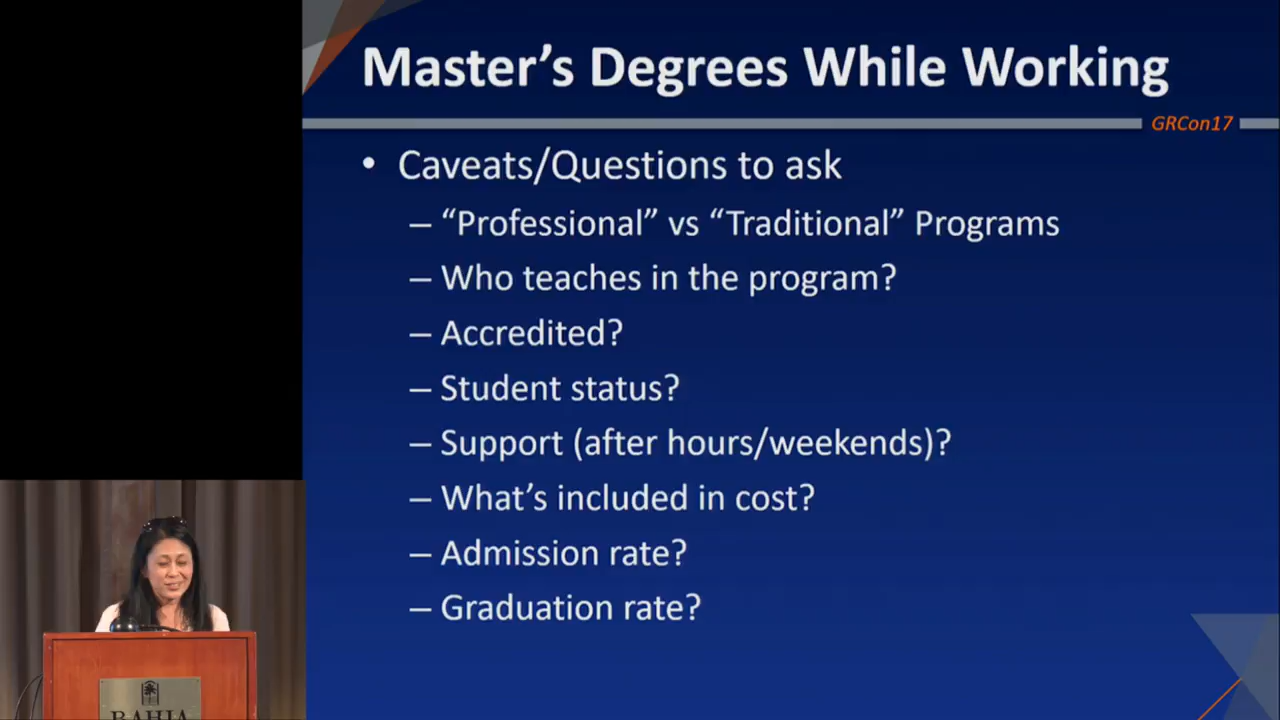 Master’s Degrees While Working
GRCon17
• Caveats/Questions to ask
– “Professional” vs “Traditional” Programs
– Who teaches in the program?
– Accredited?
– Student status?
– Support (after hours/weekends)?
– What’s included in cost?
– Admission rate?
– Graduation rate?
BAHIA